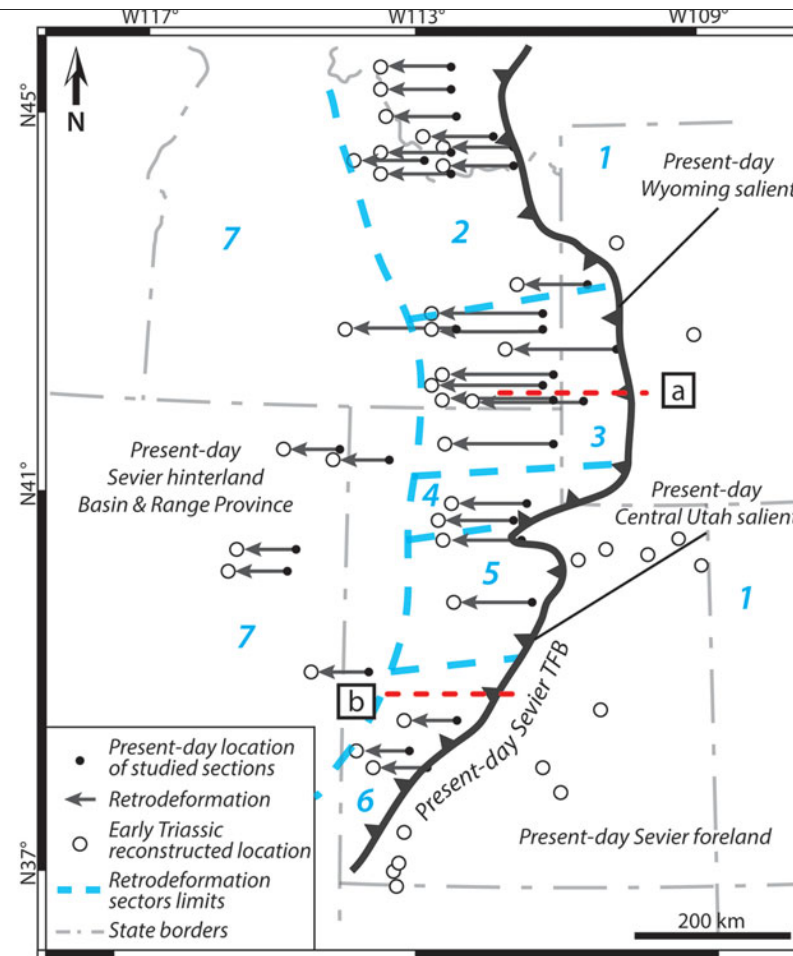 W117°
W113°
W109°
N45°
N
1
Present-day
Wyoming salient
2
7
a
3
Present-day
Sevier hinterland
Basin & Range Province
N41°
4
Present-day
Central Utah salient
5
1
7
b
Present-day Sevier TFB
6
Present-day location
of studied sections
Retrodeformation
Early Triassic
reconstructed location
Retrodeformation
sectors limits
State borders
Present-day Sevier foreland
N37°
200 km